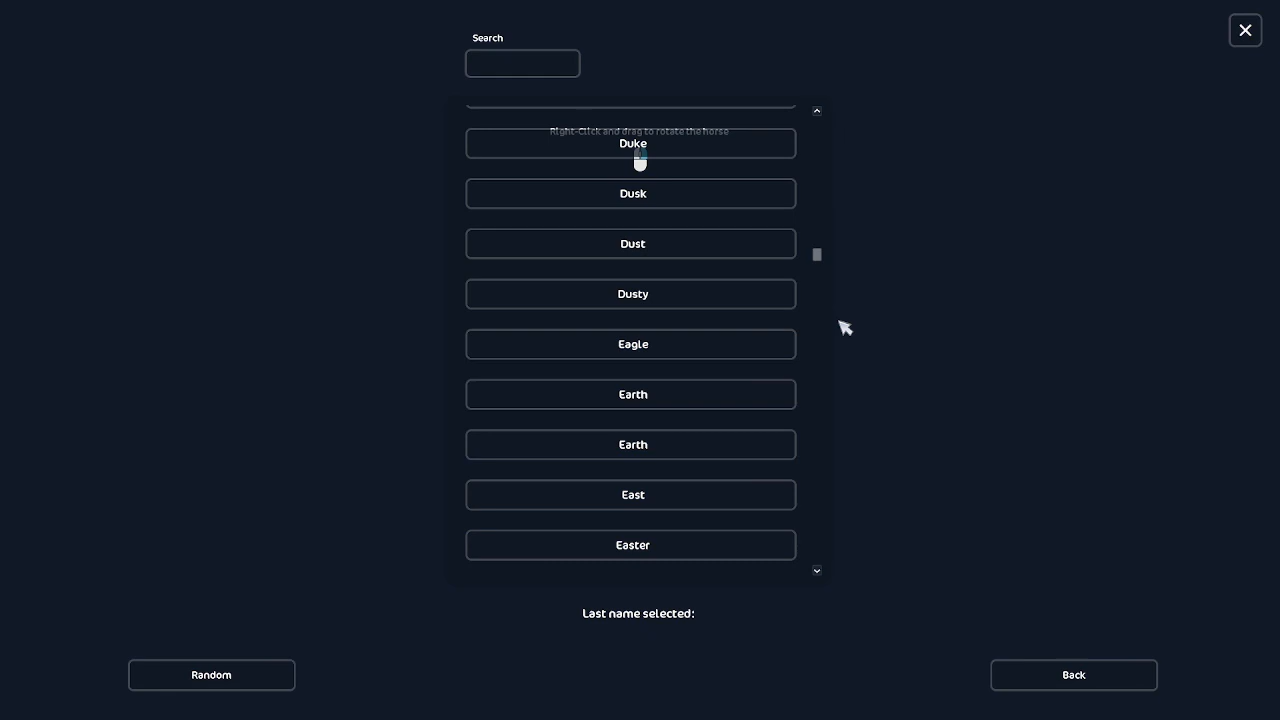 Search
Right-Click and drag to rotate the horse
Duke
Dusk
Dust
Dusty
Eagle
Earth
Earth
East
Easter
Last name selected:
Random
Back